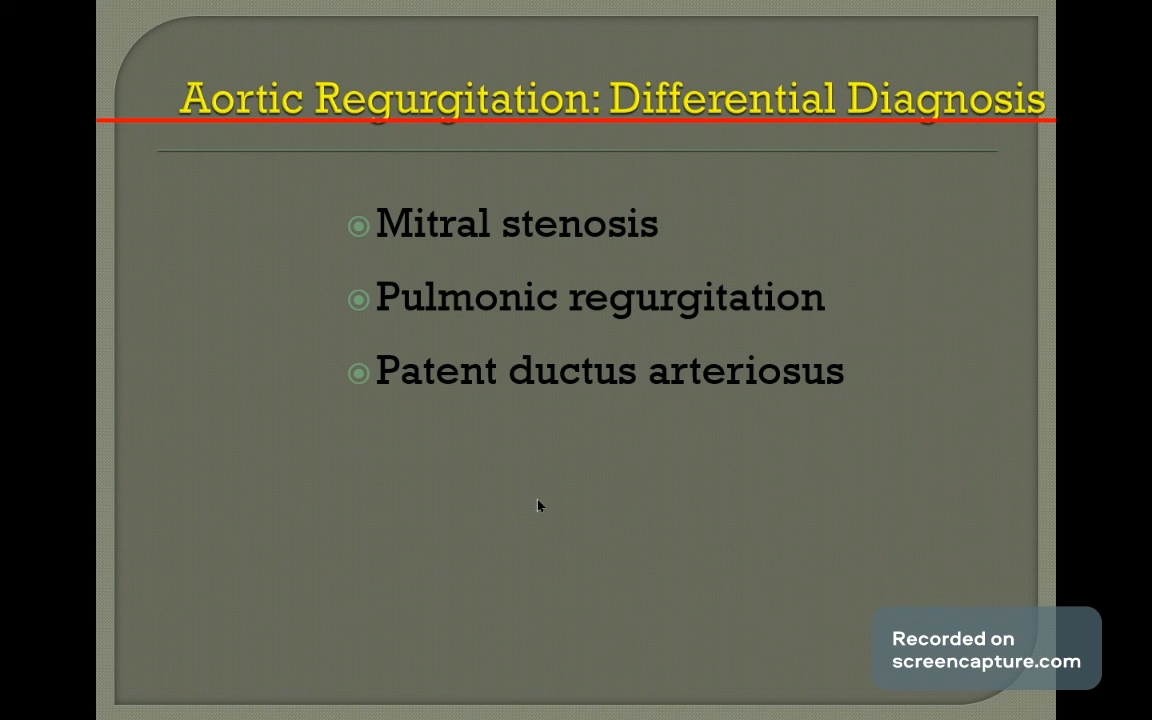 Aortic Regurgitation: Differential Diagnosis
Mitral stenosis
Pulmonic regurgitation
Patent ductus arteriosus
Recorded on
screencapture.com